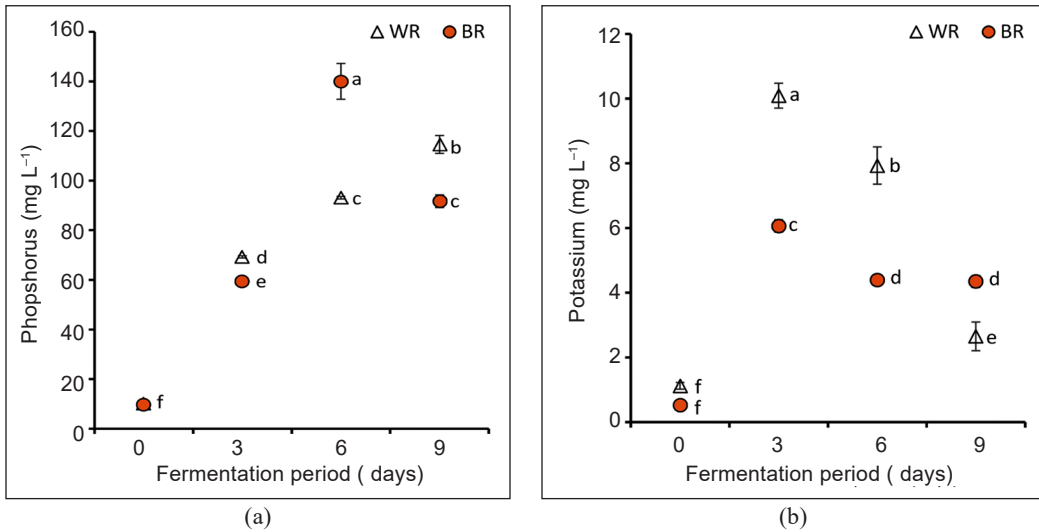 WR BR
160
140
120
100
80
60
40
20
0
Phopshorus (mg L⁻¹)
a
b
c
c
d
e
f
0 3 6 9
Fermentation period ( days)
(a)
WR BR
12
10
8
6
4
2
0
Potassium (mg L⁻¹)
a
b
c
d d
e
f
f
0 3 6 9
Fermentation period ( days)
(b)